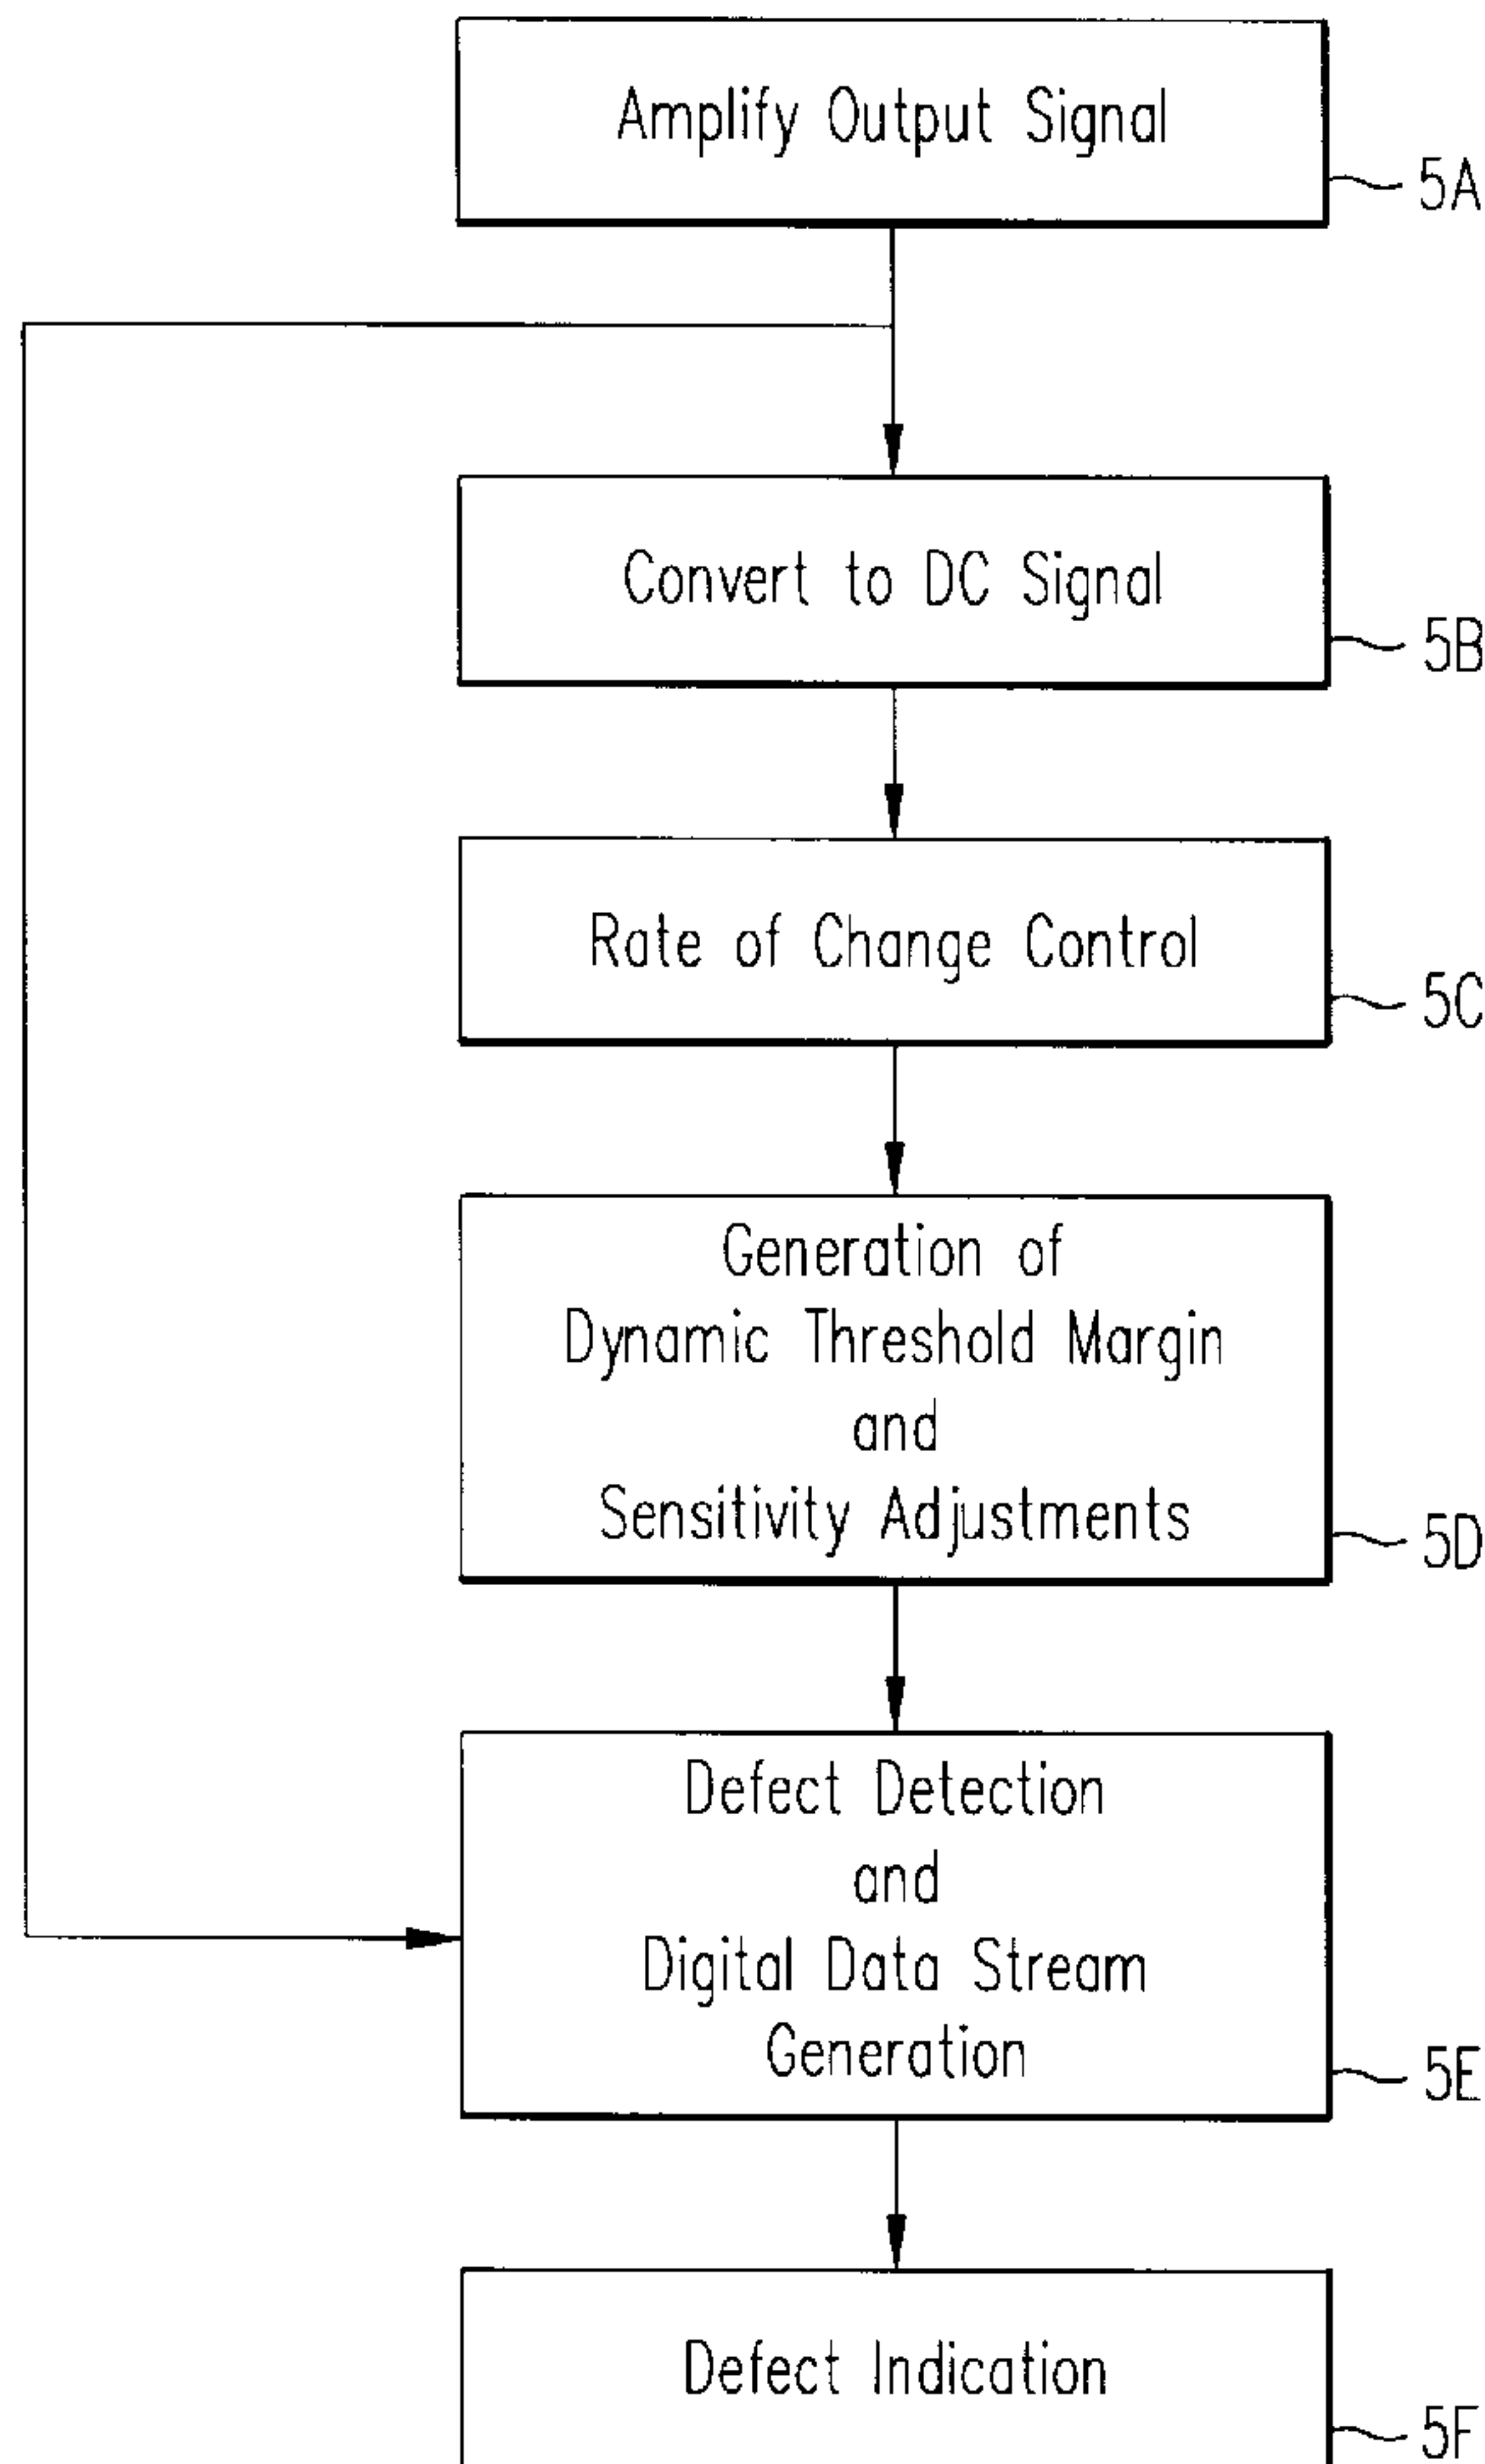 Amplify Output Signal
5A
Convert to DC Signal
5B
Rate of Change Control
5C
Generation of
Dynamic Threshold Margin
and
Sensitivity Adjustments
5D
Defect Detection
and
Digital Data Stream
Generation
5E
Defect Indication
5F